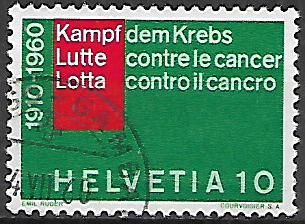 1910-1960
Kampf dem Krebs
Lutte contre le cancer
Lotta contro il cancro
HELVETIA 10
EMIL RUDER
COURVOISIER S.A.